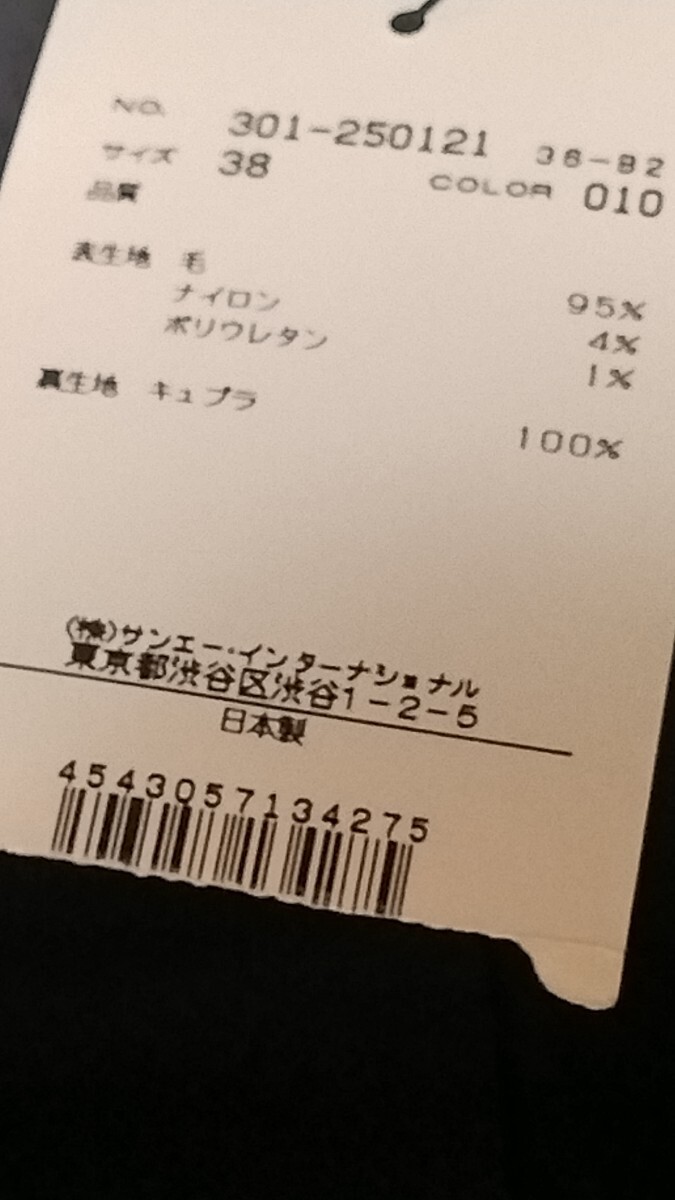 NO. 301-250121 38-82
サイズ 38 COLOR 010
品質
表生地 毛 95%
ナイロン 4%
ポリウレタン 1%
裏生地 キュプラ 100%
(株)サンエー・インターナショナル
東京都渋谷区渋谷1-2-5
日本製
4543057134275